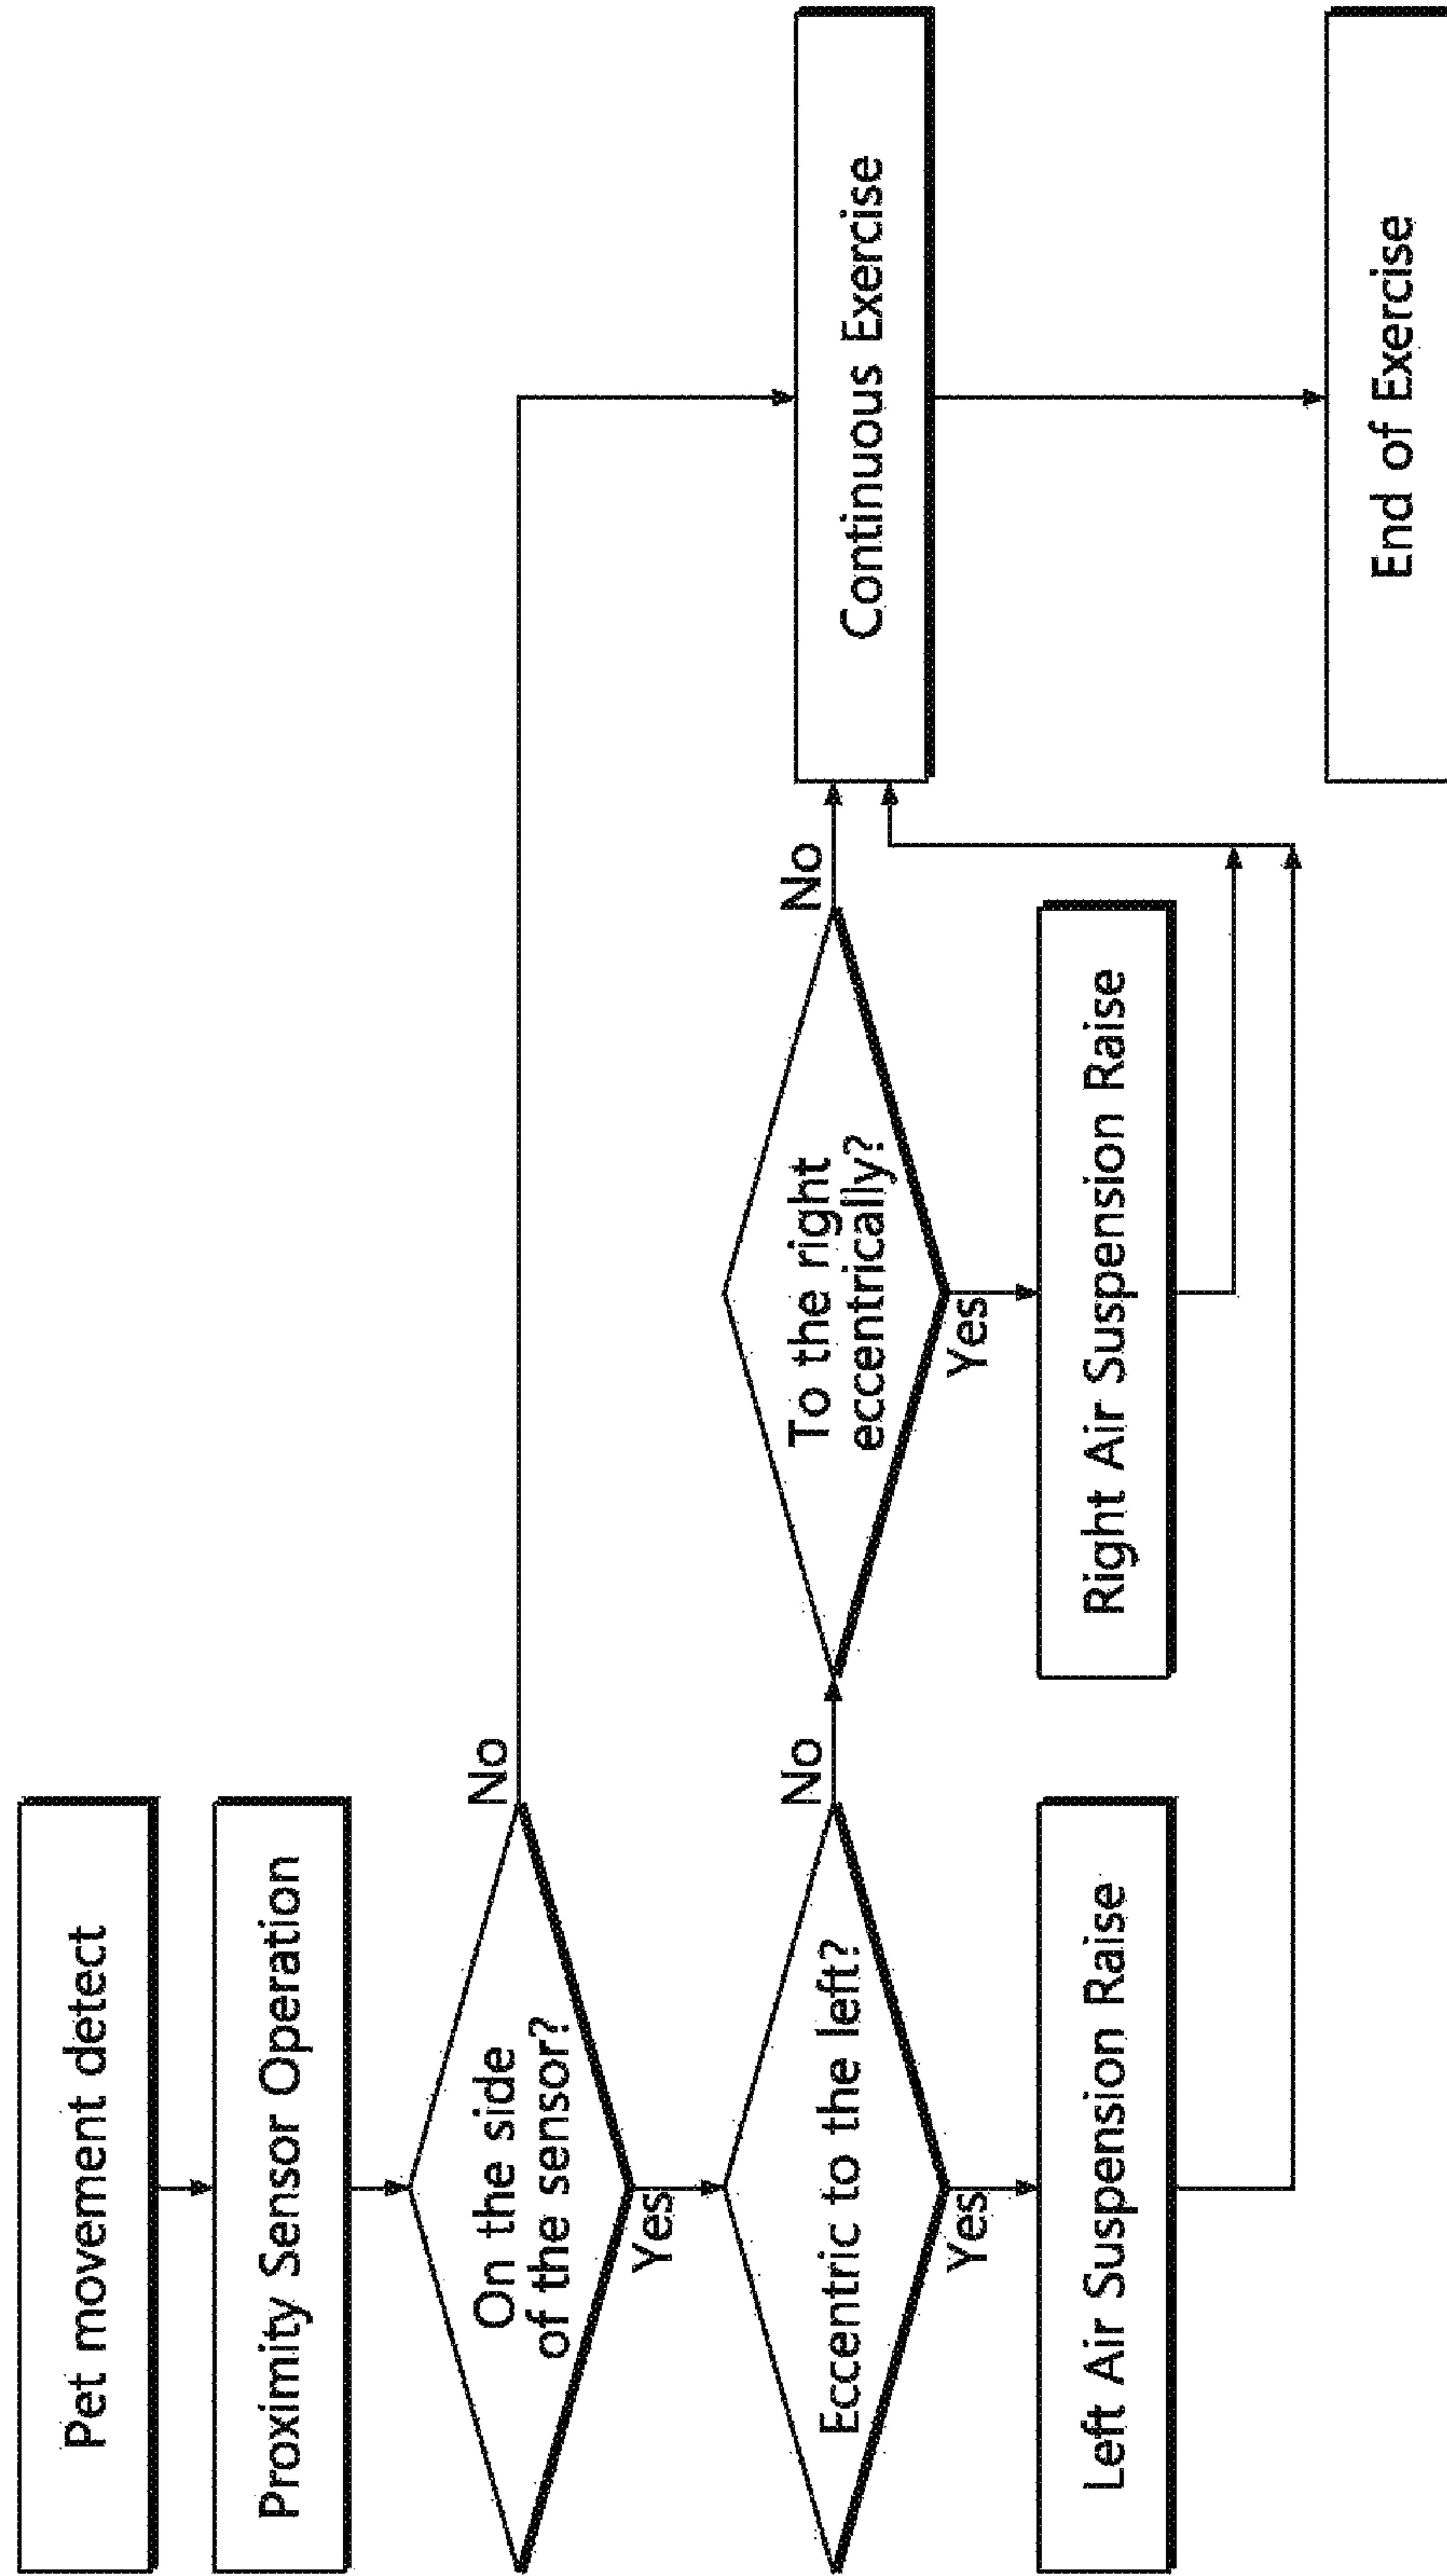 Pet movement detect
Proximity Sensor Operation
On the side
of the sensor?
No
Yes
Eccentric to the left?
No
Yes
To the right
eccentrically?
No
Yes
Continuous Exercise
Left Air Suspension Raise
Right Air Suspension Raise
End of Exercise